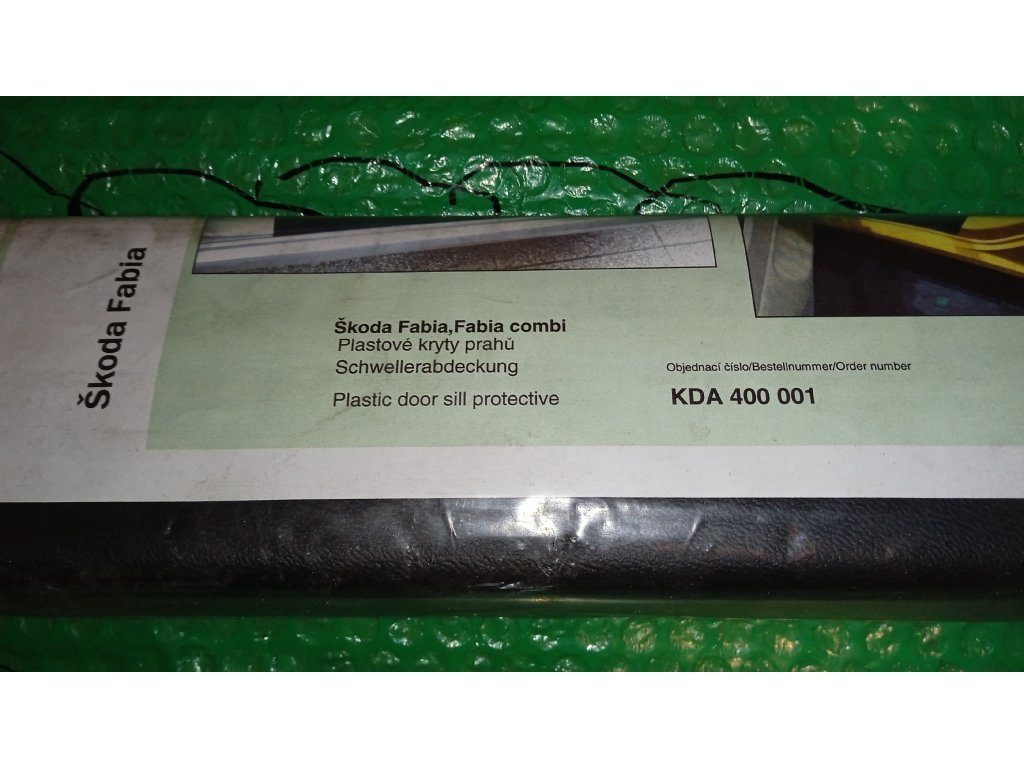 Škoda Fabia
Škoda Fabia,Fabia combi
Plastové kryty prahů
Schwellerabdeckung
Plastic door sill protective
Objednací číslo/Bestellnummer/Order number
KDA 400 001